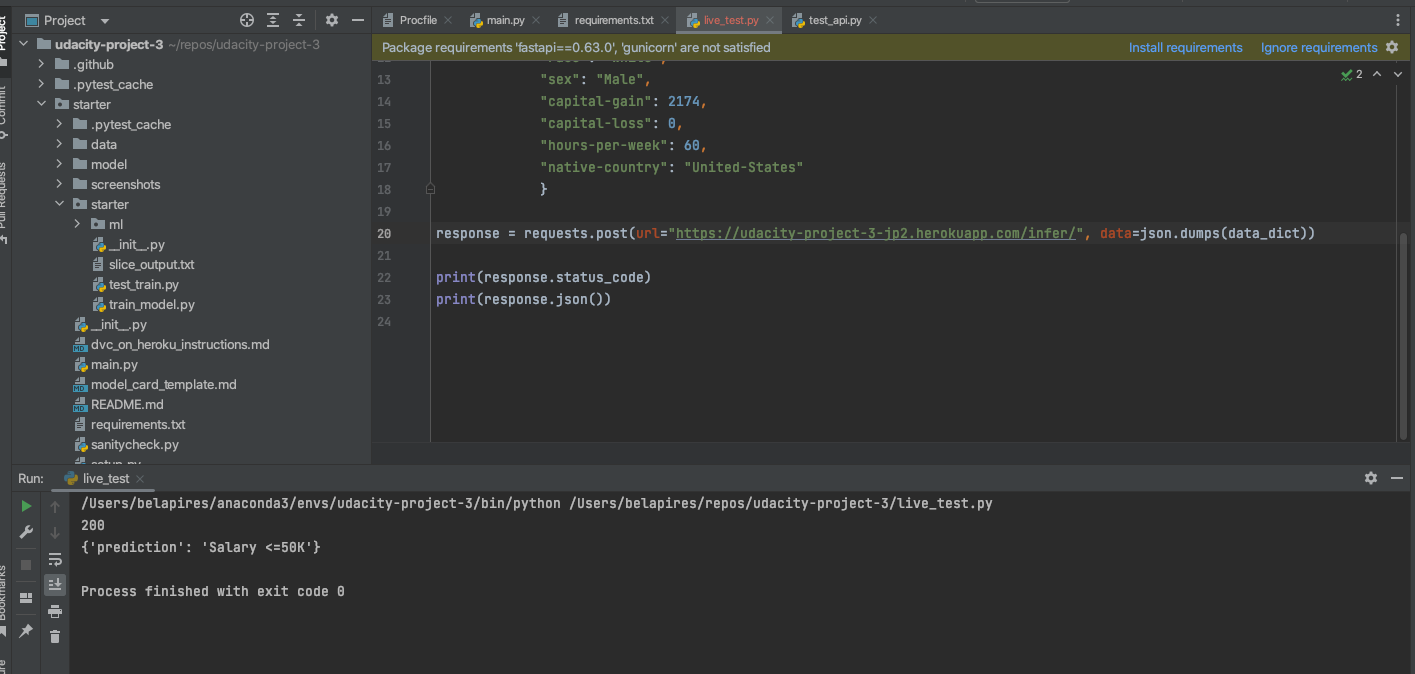 Project
Procfile
main.py
requirements.txt
live_test.py
test_api.py
Project
Commit
Pull Requests
Bookmarks
udacity-project-3 ~/repos/udacity-project-3
.github
.pytest_cache
starter
.pytest_cache
data
model
screenshots
starter
ml
__init__.py
slice_output.txt
test_train.py
train_model.py
__init__.py
dvc_on_heroku_instructions.md
main.py
model_card_template.md
README.md
requirements.txt
sanitycheck.py
Package requirements 'fastapi==0.63.0', 'gunicorn' are not satisfied
Install requirements
Ignore requirements
2
13 "sex": "Male",
14 "capital-gain": 2174,
15 "capital-loss": 0,
16 "hours-per-week": 60,
17 "native-country": "United-States"
18 }
19
20 response = requests.post(url="https://udacity-project-3-jp2.herokuapp.com/infer/", data=json.dumps(data_dict))
21
22 print(response.status_code)
23 print(response.json())
24
Run: live_test
/Users/belapires/anaconda3/envs/udacity-project-3/bin/python /Users/belapires/repos/udacity-project-3/live_test.py
200
{'prediction': 'Salary <=50K'}
Process finished with exit code 0